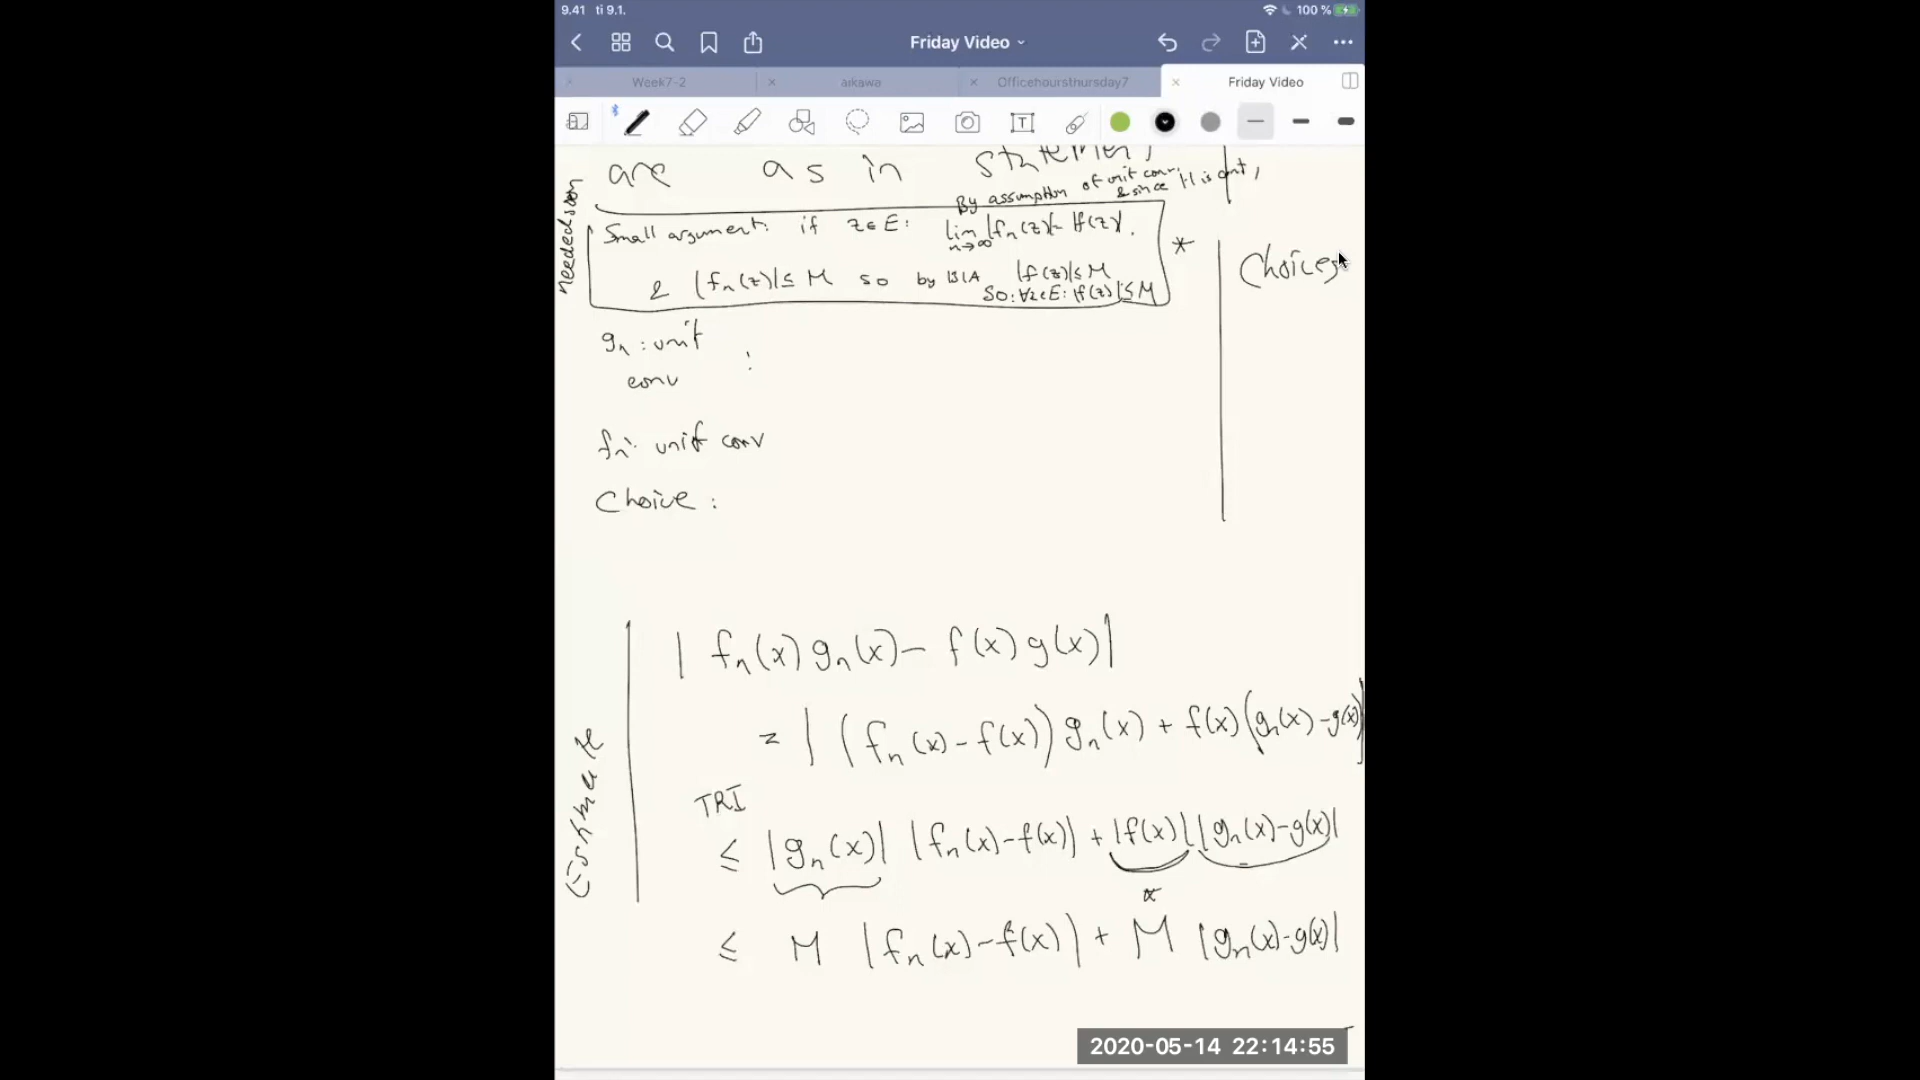 9.41 ti 9.1.
100 %
Friday Video
Week7-2
aikawa
Officehoursthursday7
Friday Video
are as in statement,
By assumption of unif conv. & since |·| is cont,
needed soon
Small argument: if z∈E: lim n→∞ |fn(z)| = |f(z)|.
*
Choices
& |fn(z)| ≤ M so by BLA |f(z)| ≤ M
So: ∀z∈E: |f(z)| ≤ M
gn: unif
conv
:
fn: unif conv
Choice:
Estimate
| fn(x) gn(x) - f(x) g(x) |
= | (fn(x) - f(x)) gn(x) + f(x) (gn(x) - g(x)) |
TRI
≤ |gn(x)| |fn(x) - f(x)| + |f(x)| |gn(x) - g(x)|
*
≤ M |fn(x) - f(x)| + M |gn(x) - g(x)|
2020-05-14 22:14:55